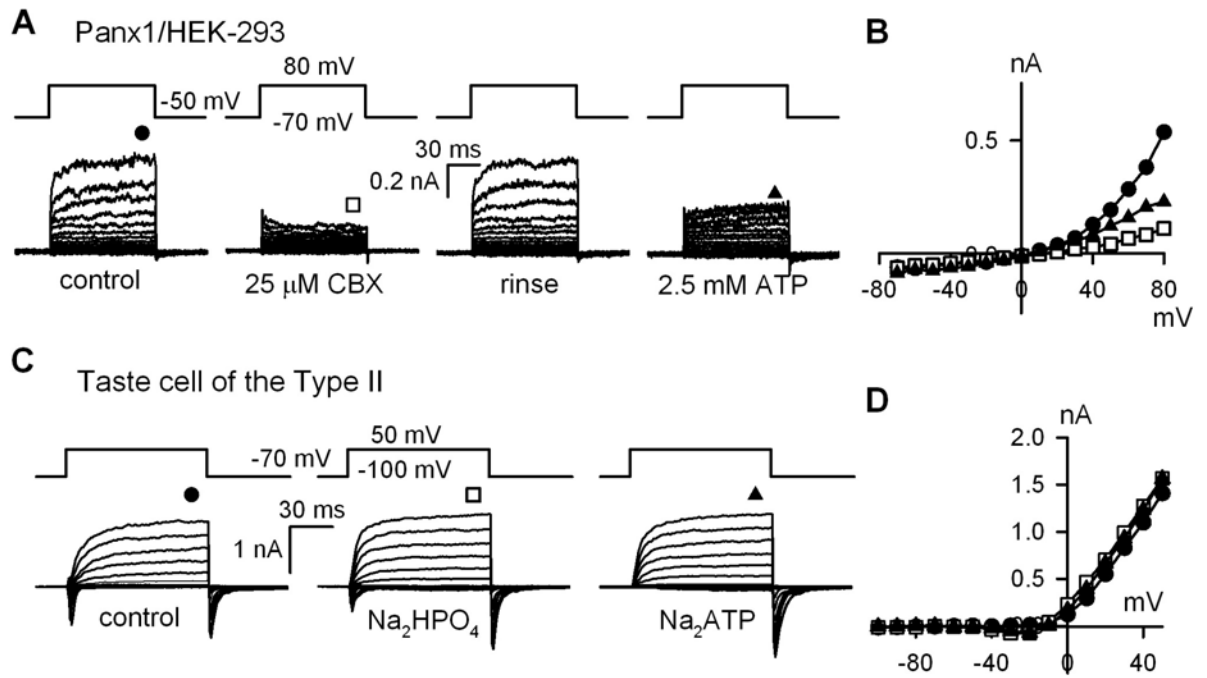 A
Panx1/HEK-293
80 mV
-50 mV
-70 mV
30 ms
0.2 nA
control
25 μM CBX
rinse
2.5 mM ATP
B
nA
0.5
0.0
-80
-40
0
40
80
mV
C
Taste cell of the Type II
50 mV
-70 mV
-100 mV
30 ms
1 nA
control
Na₂HPO₄
Na₂ATP
D
nA
2.0
1.5
1.0
0.5
mV
-80
-40
0
40